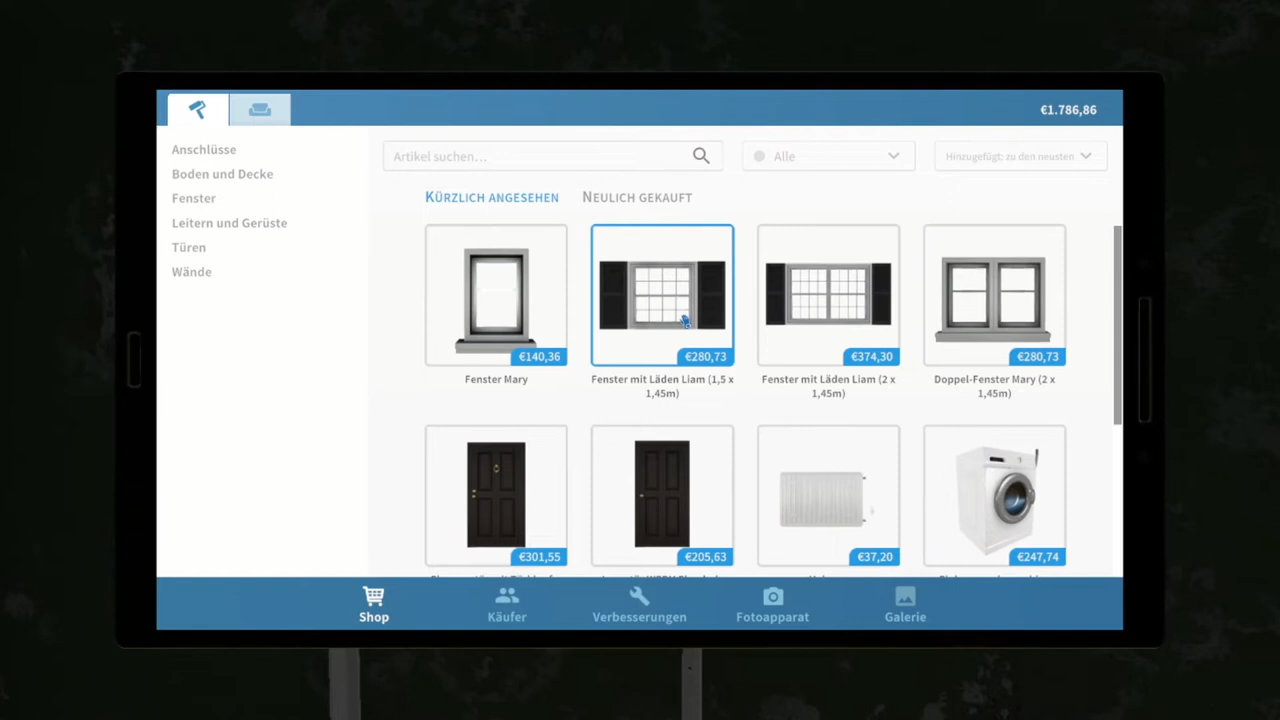 €1.786,86
Anschlüsse
Boden und Decke
Fenster
Leitern und Gerüste
Türen
Wände
Artikel suchen...
Alle
Hinzugefügt: zu den neusten
KÜRZLICH ANGESEHEN
NEULICH GEKAUFT
€140,36
€280,73
€374,30
€280,73
Fenster Mary
Fenster mit Läden Liam (1,5 x
1,45m)
Fenster mit Läden Liam (2 x
1,45m)
Doppel-Fenster Mary (2 x
1,45m)
€301,55
€205,63
€37,20
€247,74
Shop
Käufer
Verbesserungen
Fotoapparat
Galerie